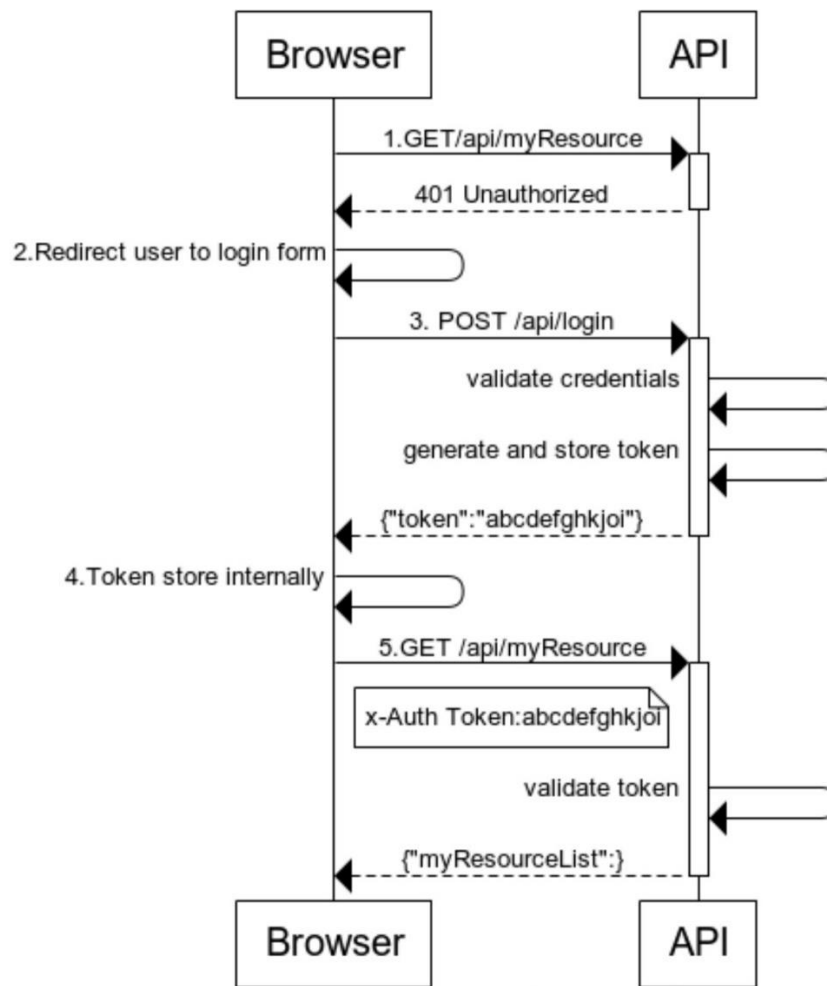 Browser
API
1.GET/api/myResource
401 Unauthorized
2.Redirect user to login form
3. POST /api/login
validate credentials
generate and store token
{"token":"abcdefghkjoi"}
4.Token store internally
5.GET /api/myResource
x-Auth Token:abcdefghkjoi
validate token
{"myResourceList":}
Browser
API